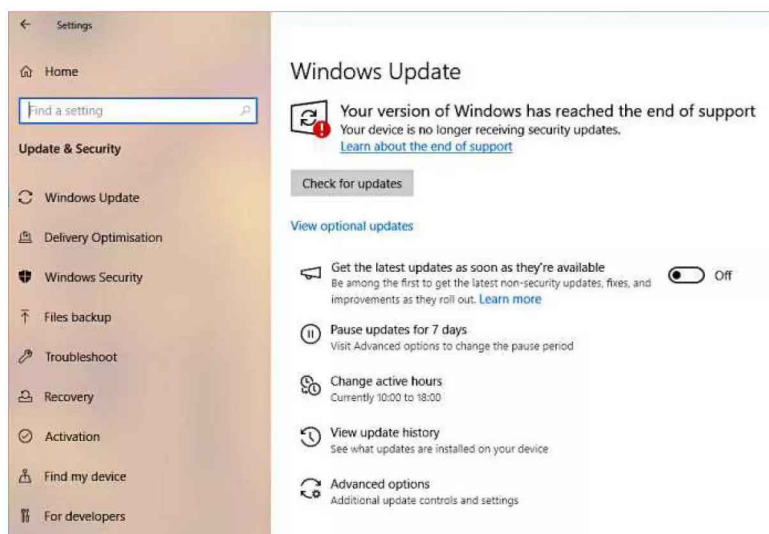 Settings
Home
Find a setting
Update & Security
Windows Update
Delivery Optimisation
Windows Security
Files backup
Troubleshoot
Recovery
Activation
Find my device
For developers
Windows Update
Your version of Windows has reached the end of support
Your device is no longer receiving security updates.
Learn about the end of support
Check for updates
View optional updates
Get the latest updates as soon as they're available
Be among the first to get the latest non-security updates, fixes, and
improvements as they roll out. Learn more
Off
Pause updates for 7 days
Visit Advanced options to change the pause period
Change active hours
Currently 10:00 to 18:00
View update history
See what updates are installed on your device
Advanced options
Additional update controls and settings